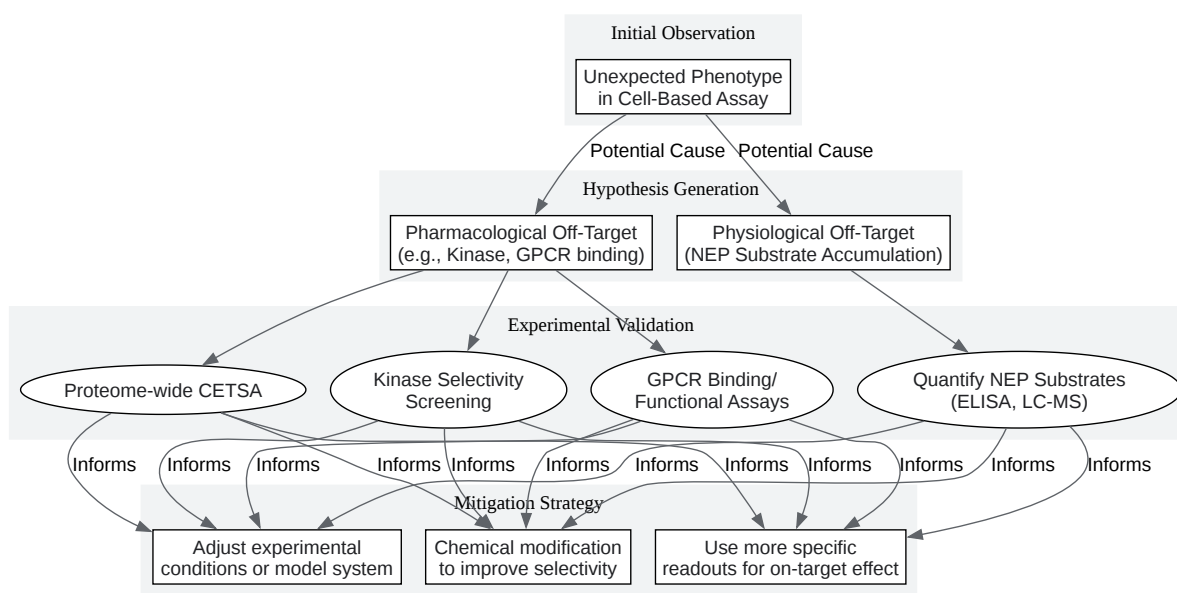 Initial Observation
Unexpected Phenotype
in Cell-Based Assay
Potential Cause
Potential Cause
Hypothesis Generation
Pharmacological Off-Target
(e.g., Kinase, GPCR binding)
Physiological Off-Target
(NEP Substrate Accumulation)
Experimental Validation
Proteome-wide CETSA
Kinase Selectivity
Screening
GPCR Binding/
Functional Assays
Quantify NEP Substrates
(ELISA, LC-MS)
Informs
Informs
Informs
Informs
Informs
Informs
Informs
Informs
Informs
Informs
Informs
Informs
Mitigation Strategy
Adjust experimental
conditions or model system
Chemical modification
to improve selectivity
Use more specific
readouts for on-target effect